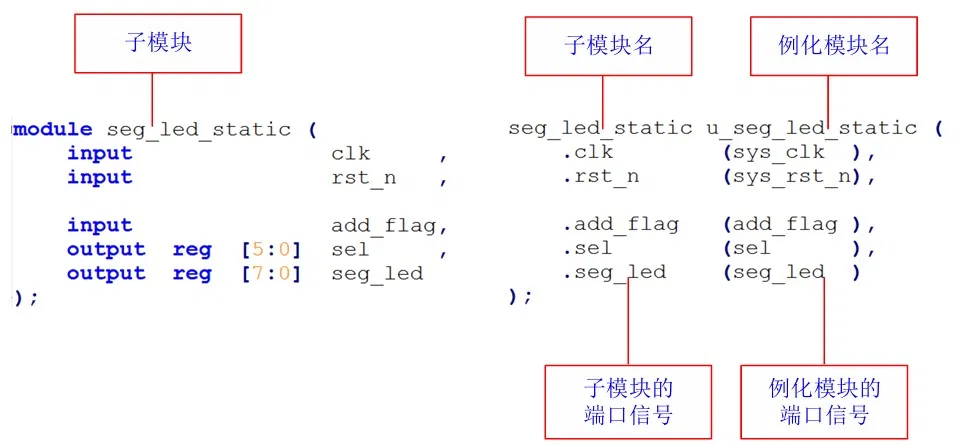 子模块
子模块名
例化模块名
module seg_led_static (
input clk ,
input rst_n ,
input add_flag,
output reg [5:0] sel ,
output reg [7:0] seg_led
);
seg_led_static u_seg_led_static (
.clk (sys_clk ),
.rst_n (sys_rst_n),
.add_flag (add_flag ),
.sel (sel ),
.seg_led (seg_led )
);
子模块的
端口信号
例化模块的
端口信号